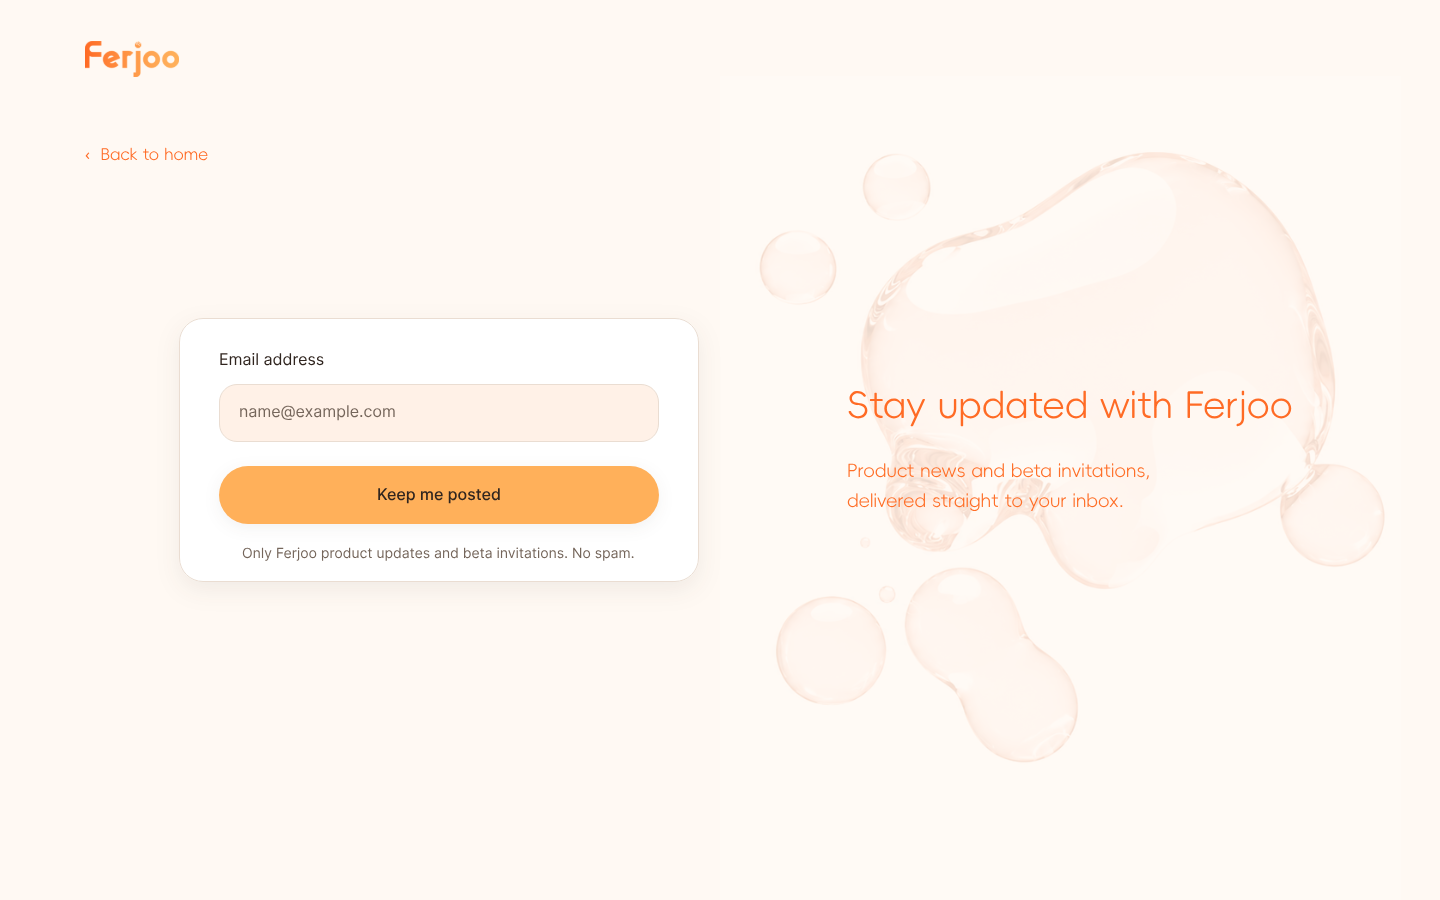 Ferjoo
‹ Back to home
Email address
name@example.com
Keep me posted
Only Ferjoo product updates and beta invitations. No spam.
Stay updated with Ferjoo
Product news and beta invitations,
delivered straight to your inbox.